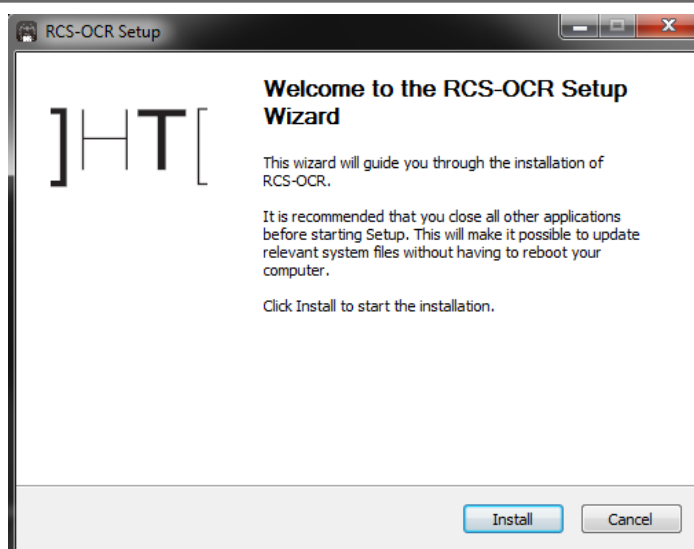 RCS-OCR Setup
]HT[
Welcome to the RCS-OCR Setup
Wizard
This wizard will guide you through the installation of
RCS-OCR.
It is recommended that you close all other applications
before starting Setup. This will make it possible to update
relevant system files without having to reboot your
computer.
Click Install to start the installation.
Install
Cancel